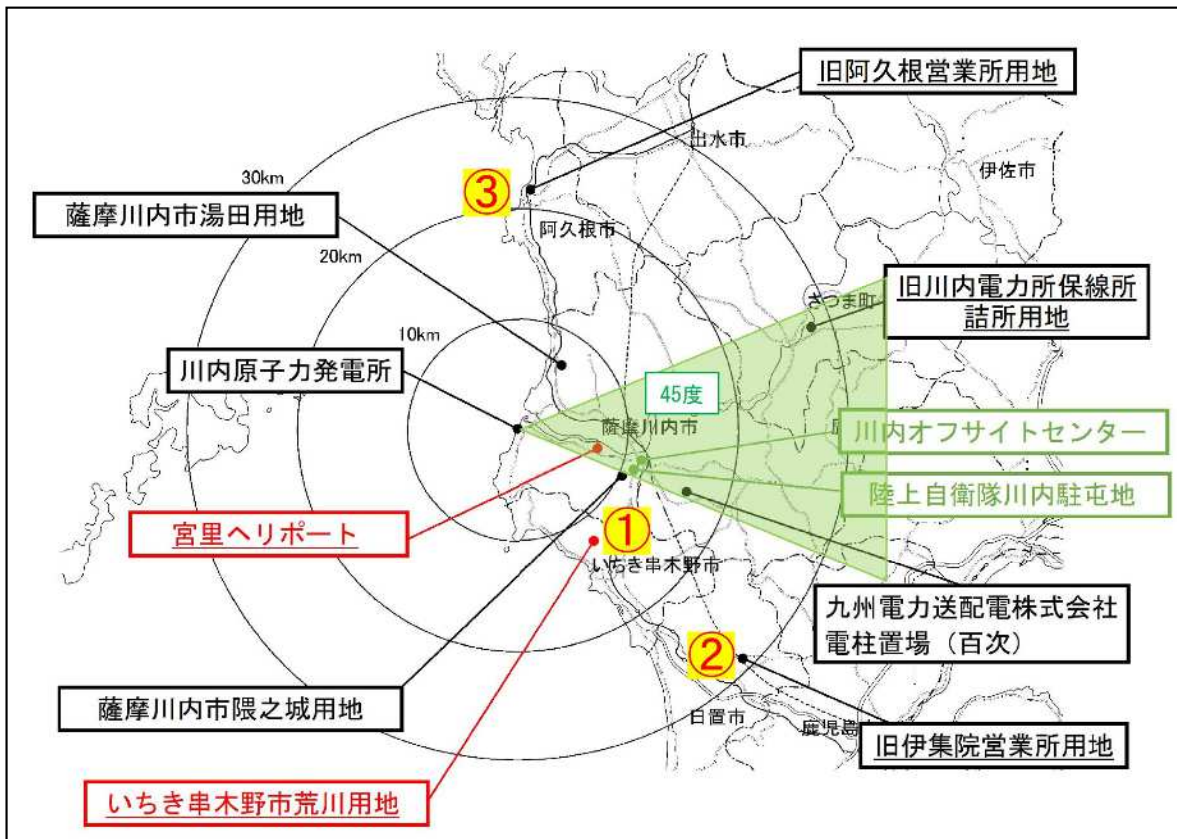 旧阿久根営業所用地
出水市
伊佐市
30km
③
薩摩川内市湯田用地
阿久根市
20km
旧川内電力所保線所
詰所用地
さつま町
10km
川内原子力発電所
45度
薩摩川内市
川内オフサイトセンター
陸上自衛隊川内駐屯地
宮里ヘリポート
①
いちき串木野市
九州電力送配電株式会社
電柱置場（百次）
②
薩摩川内市隈之城用地
日置市
鹿児島
旧伊集院営業所用地
いちき串木野市荒川用地